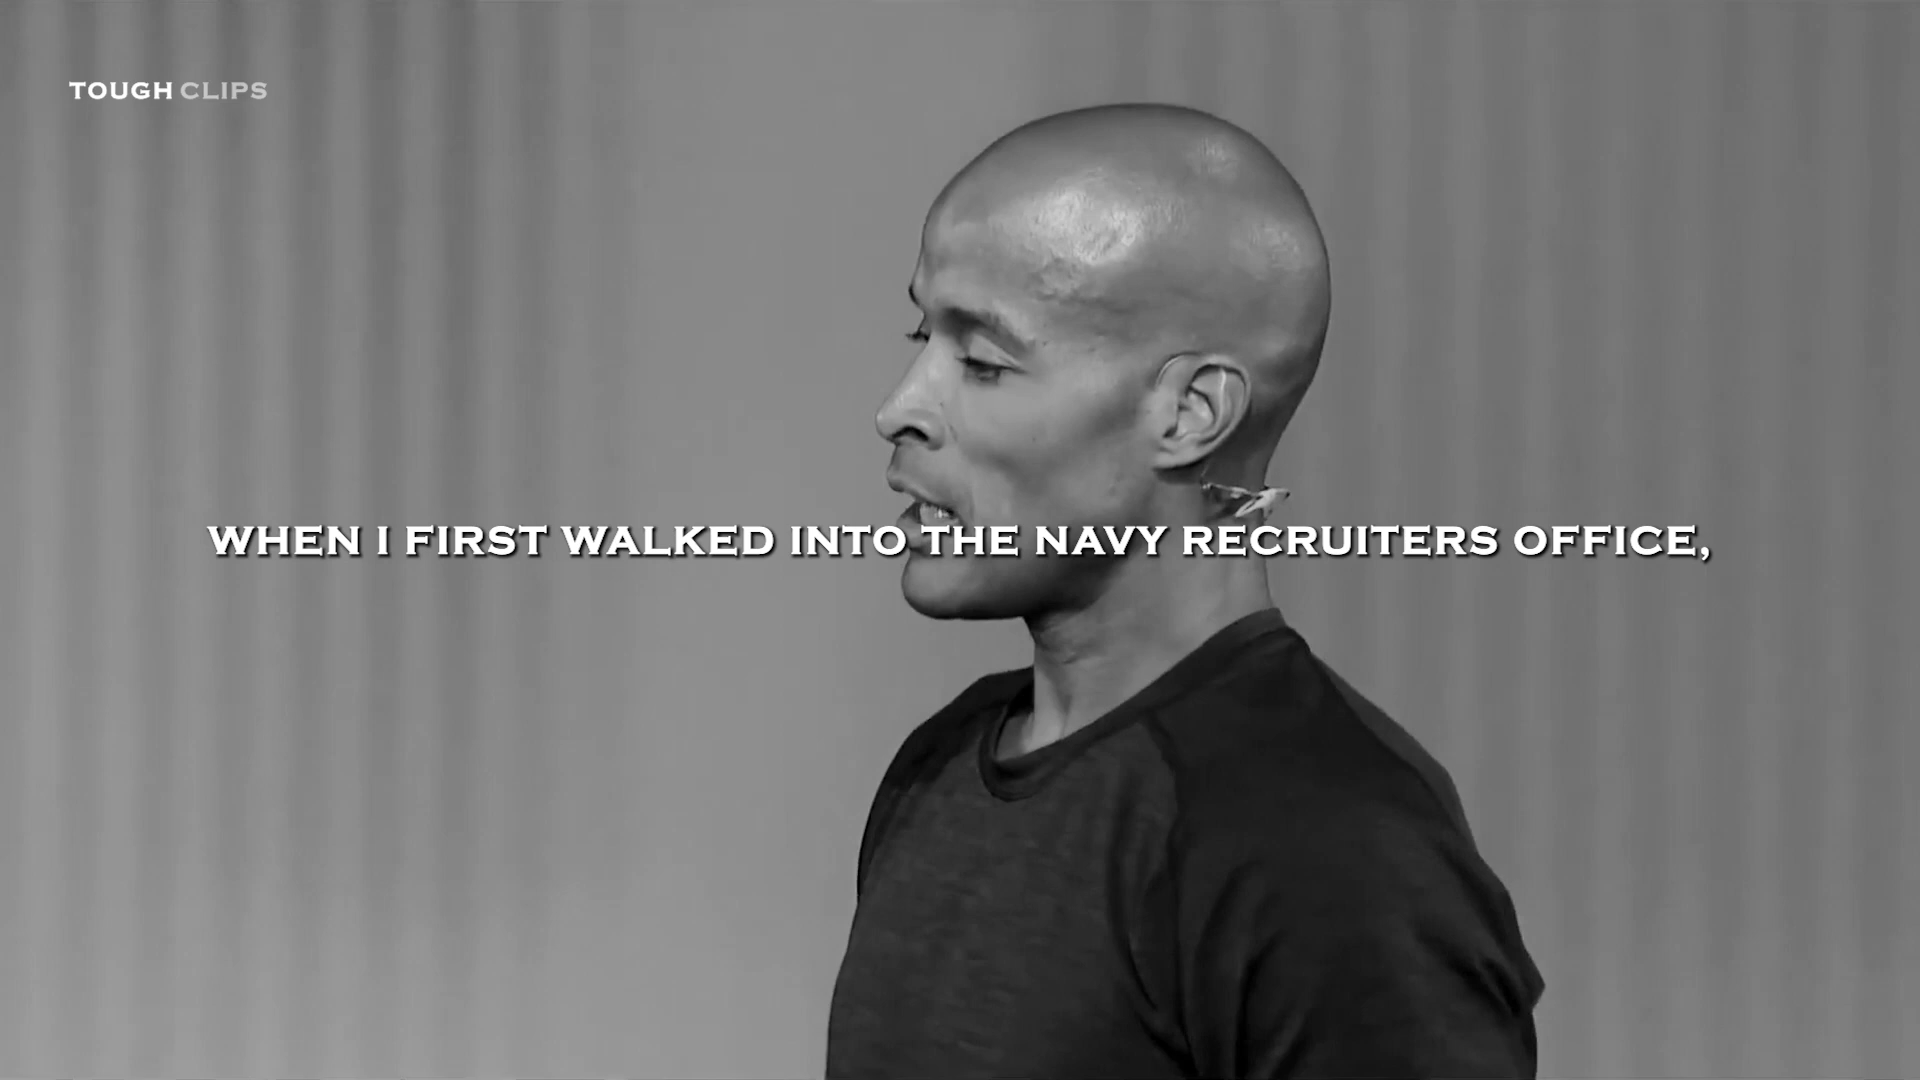 TOUGH CLIPS
WHEN I FIRST WALKED INTO THE NAVY RECRUITERS OFFICE,